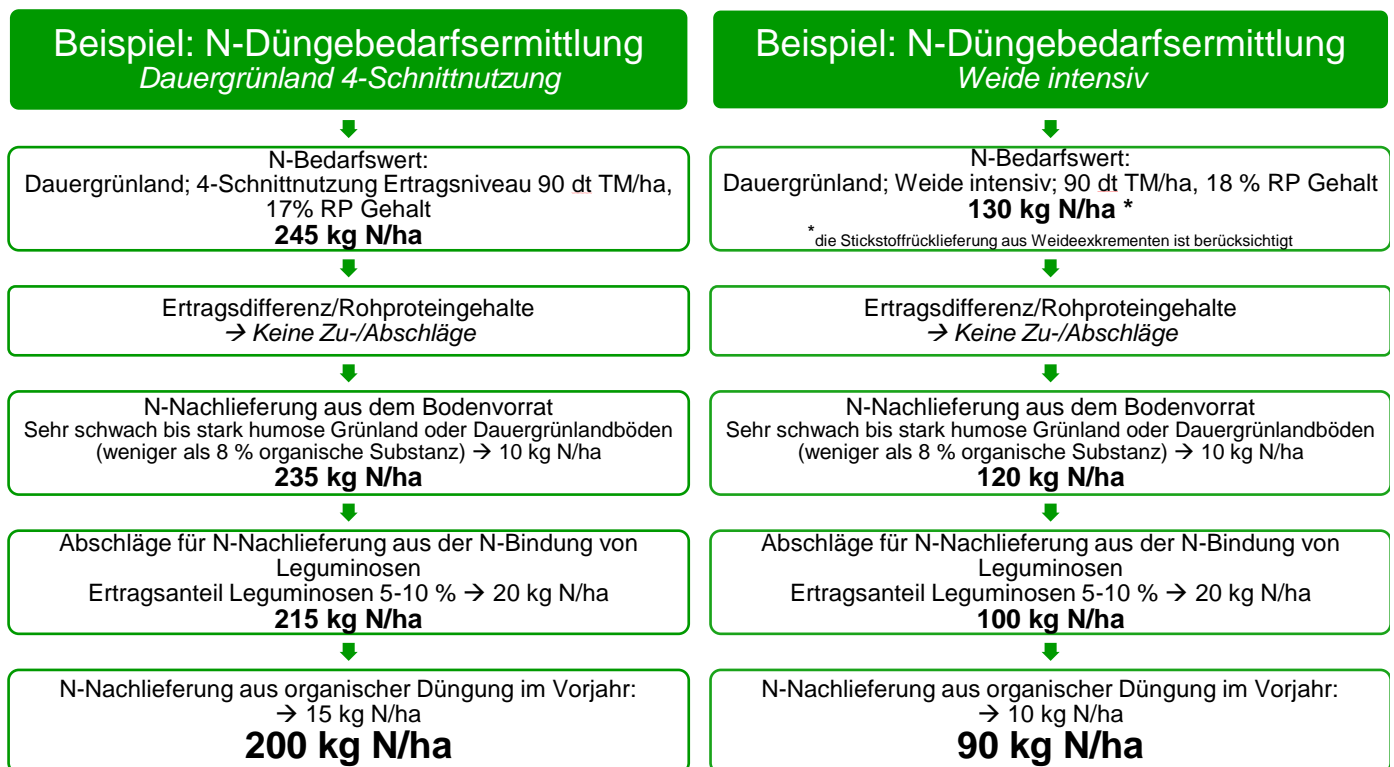 Beispiel: N-Düngebedarfsermittlung
Dauergrünland 4-Schnittnutzung
N-Bedarfswert:
Dauergrünland; 4-Schnittnutzung Ertragsniveau 90 dt TM/ha,
17% RP Gehalt
245 kg N/ha
Ertragsdifferenz/Rohproteingehalte
→ Keine Zu-/Abschläge
N-Nachlieferung aus dem Bodenvorrat
Sehr schwach bis stark humose Grünland oder Dauergrünlandböden
(weniger als 8 % organische Substanz) → 10 kg N/ha
235 kg N/ha
Abschläge für N-Nachlieferung aus der N-Bindung von
Leguminosen
Ertragsanteil Leguminosen 5-10 % → 20 kg N/ha
215 kg N/ha
N-Nachlieferung aus organischer Düngung im Vorjahr:
→ 15 kg N/ha
200 kg N/ha
Beispiel: N-Düngebedarfsermittlung
Weide intensiv
N-Bedarfswert:
Dauergrünland; Weide intensiv; 90 dt TM/ha, 18 % RP Gehalt
130 kg N/ha *
*die Stickstoffrücklieferung aus Weideexkrementen ist berücksichtigt
Ertragsdifferenz/Rohproteingehalte
→ Keine Zu-/Abschläge
N-Nachlieferung aus dem Bodenvorrat
Sehr schwach bis stark humose Grünland oder Dauergrünlandböden
(weniger als 8 % organische Substanz) → 10 kg N/ha
120 kg N/ha
Abschläge für N-Nachlieferung aus der N-Bindung von
Leguminosen
Ertragsanteil Leguminosen 5-10 % → 20 kg N/ha
100 kg N/ha
N-Nachlieferung aus organischer Düngung im Vorjahr:
→ 10 kg N/ha
90 kg N/ha